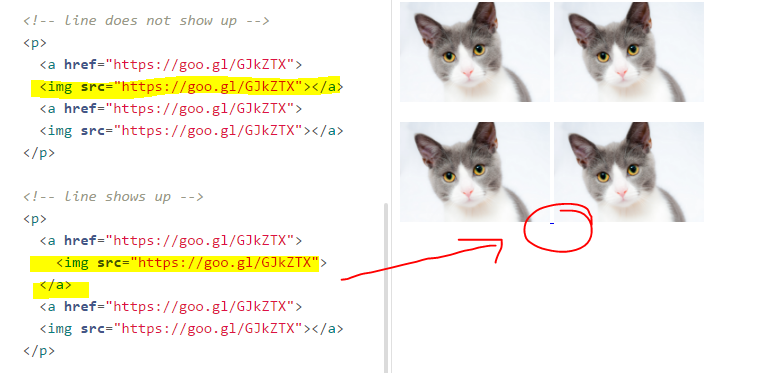 <!-- line does not show up -->
<p>
<a href="https://goo.gl/GJkZTX">
<img src="https://goo.gl/GJkZTX"></a>
<a href="https://goo.gl/GJkZTX">
<img src="https://goo.gl/GJkZTX"></a>
</p>
<!-- line shows up -->
<p>
<a href="https://goo.gl/GJkZTX">
<img src="https://goo.gl/GJkZTX">
</a>
<a href="https://goo.gl/GJkZTX">
<img src="https://goo.gl/GJkZTX"></a>
</p>